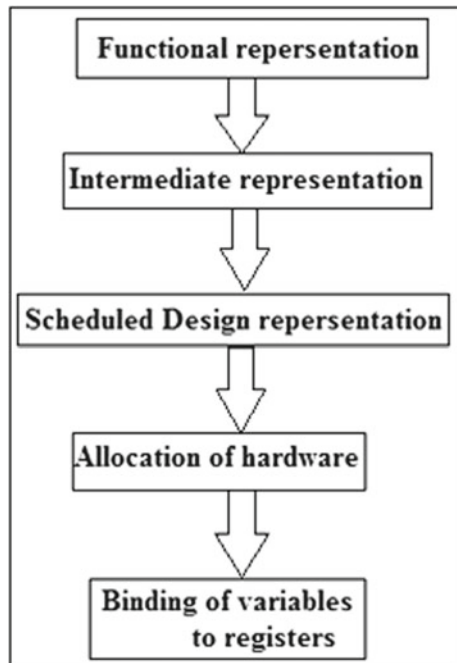 Functional repersentation
Intermediate representation
Scheduled Design repersentation
Allocation of hardware
Binding of variables
to registers